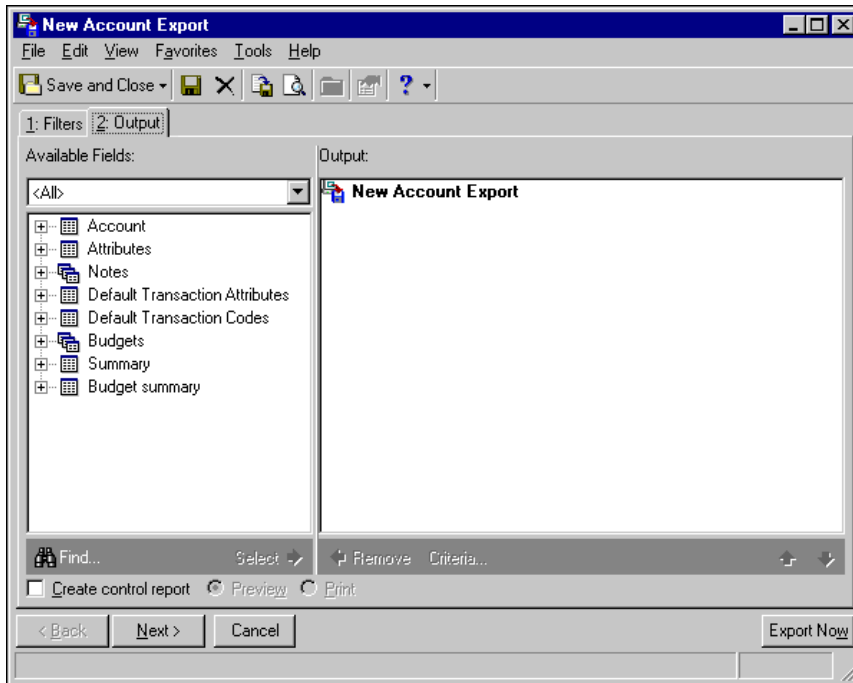 New Account Export
File Edit View Favorites Tools Help
Save and Close ?
1: Filters 2: Output
Available Fields: Output:
<All> New Account Export
Account
Attributes
Notes
Default Transaction Attributes
Default Transaction Codes
Budgets
Summary
Budget summary
Find... Select Remove Criteria...
Create control report Preview Print
< Back Next > Cancel Export Now